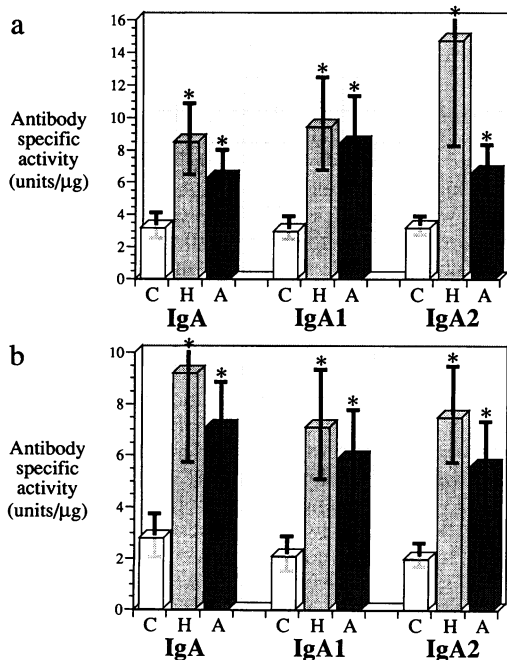 a
16
14
12
10
8
6
4
2
0
Antibody
specific
activity
(units/µg)
* * * * * *
C H A C H A C H A
IgA IgA1 IgA2
b
10
8
6
4
2
0
Antibody
specific
activity
(units/µg)
* * * * * *
C H A C H A C H A
IgA IgA1 IgA2